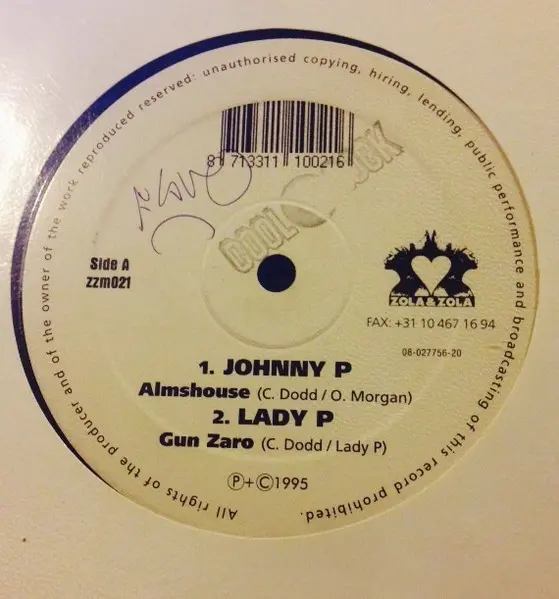 All rights of the producer and of the owner of the work reproduced reserved: unauthorised copying, hiring, lending, public performance and broadcasting of this record prohibited.
8 713311 100216
COOL
Side A
zzm021
ZOLA & ZOLA
FAX: +31 10 467 16 94
08-027756-20
1. JOHNNY P
Almshouse (C. Dodd / O. Morgan)
2. LADY P
Gun Zaro (C. Dodd / Lady P)
Ⓟ+©1995